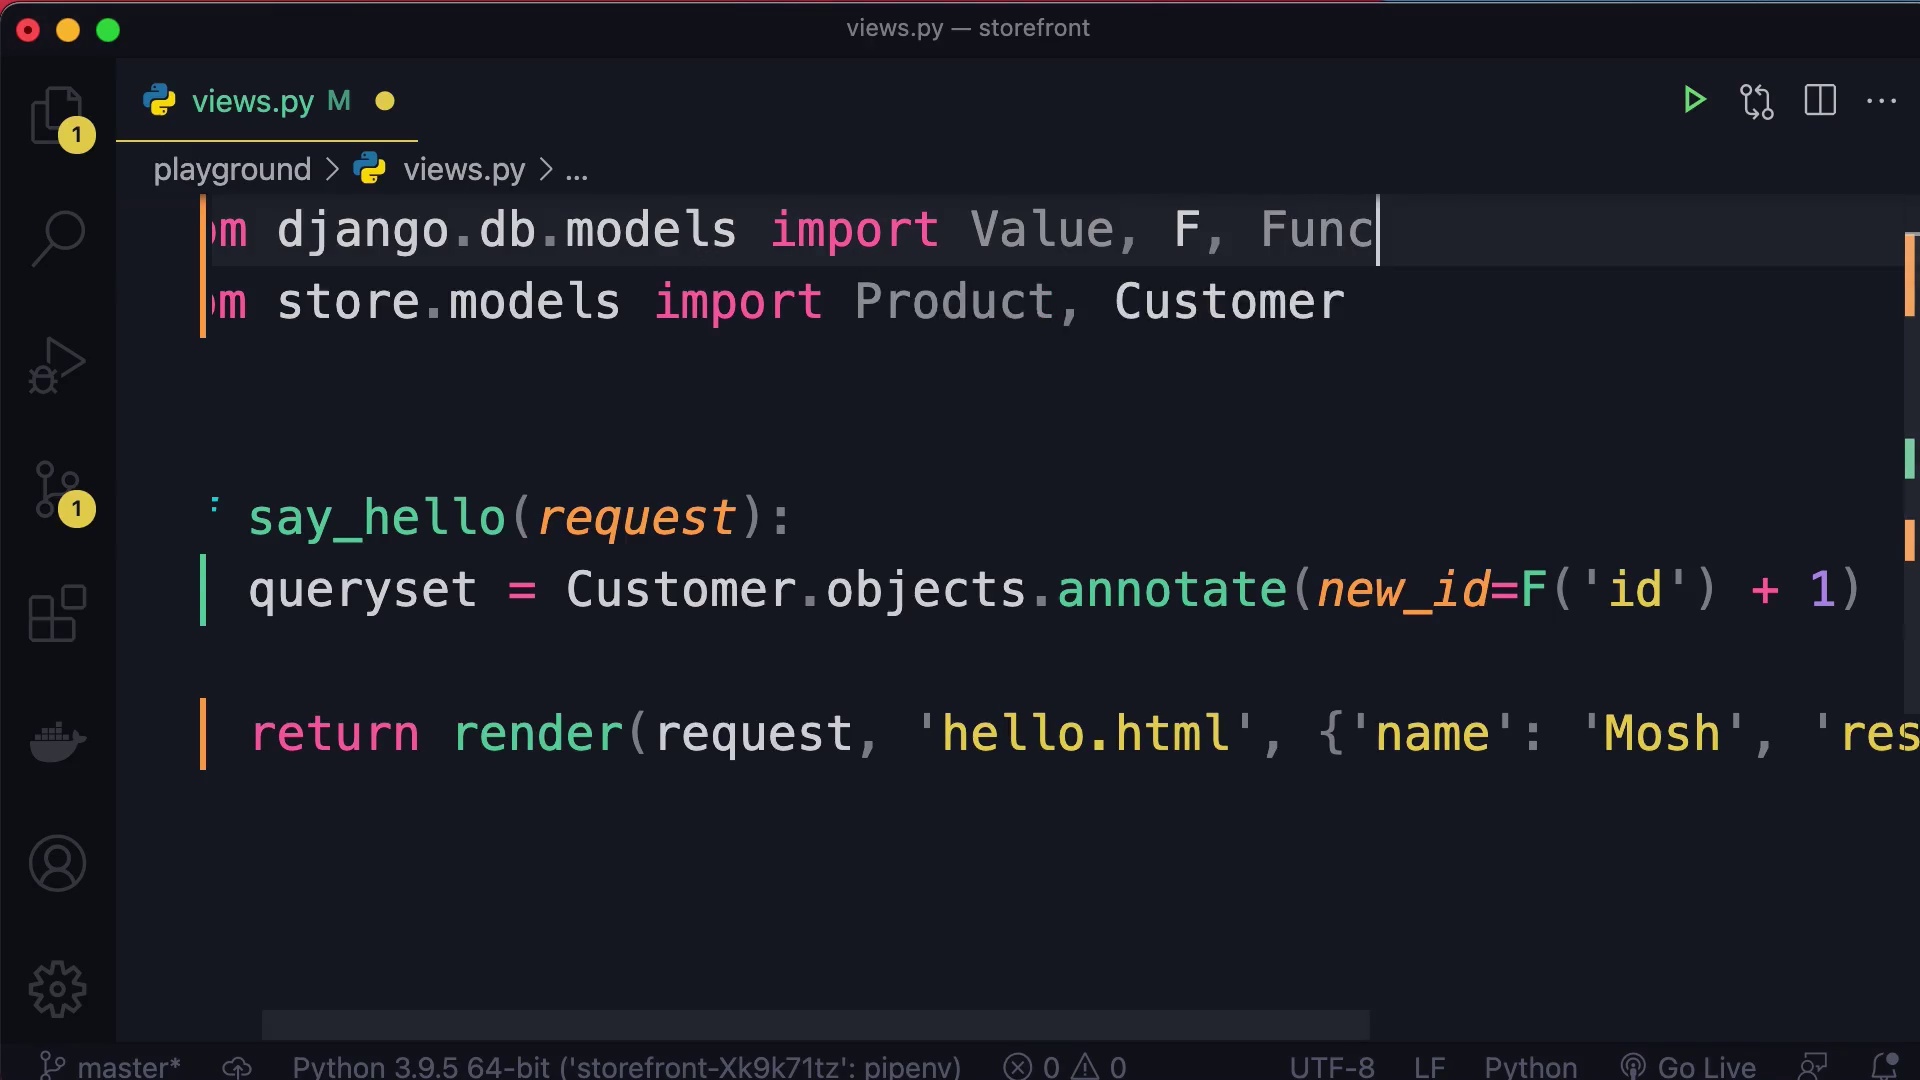 views.py — storefront
views.py M
1
playground > views.py > ...
om django.db.models import Value, F, Func
om store.models import Product, Customer
say_hello(request):
1
queryset = Customer.objects.annotate(new_id=F('id') + 1)
return render(request, 'hello.html', {'name': 'Mosh', 'res
master* Python 3.9.5 64-bit ('storefront-Xk9k71tz': pipenv) 0 0 UTF-8 LF Python Go Live